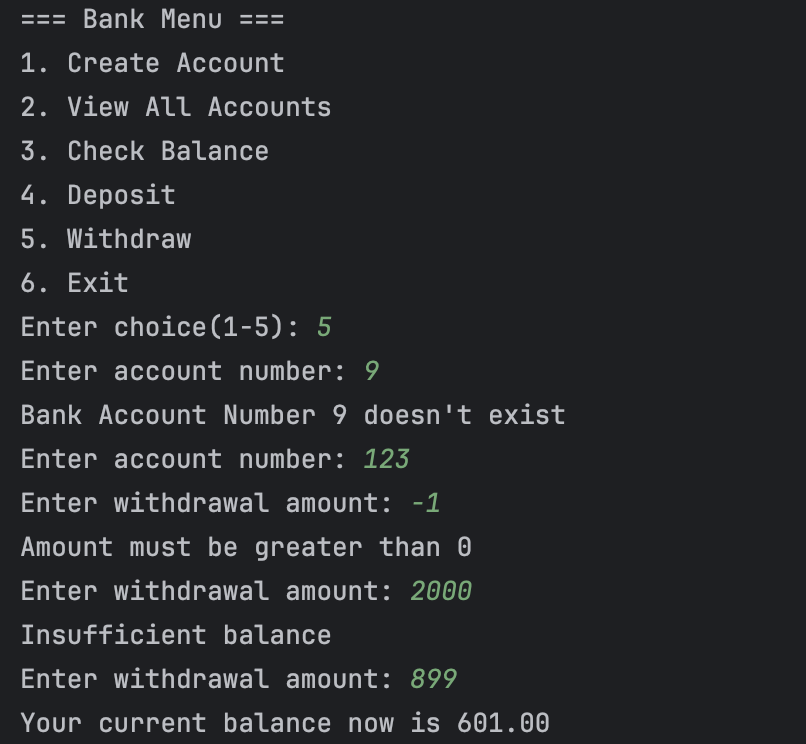 === Bank Menu ===
1. Create Account
2. View All Accounts
3. Check Balance
4. Deposit
5. Withdraw
6. Exit
Enter choice(1-5): 5
Enter account number: 9
Bank Account Number 9 doesn't exist
Enter account number: 123
Enter withdrawal amount: -1
Amount must be greater than 0
Enter withdrawal amount: 2000
Insufficient balance
Enter withdrawal amount: 899
Your current balance now is 601.00